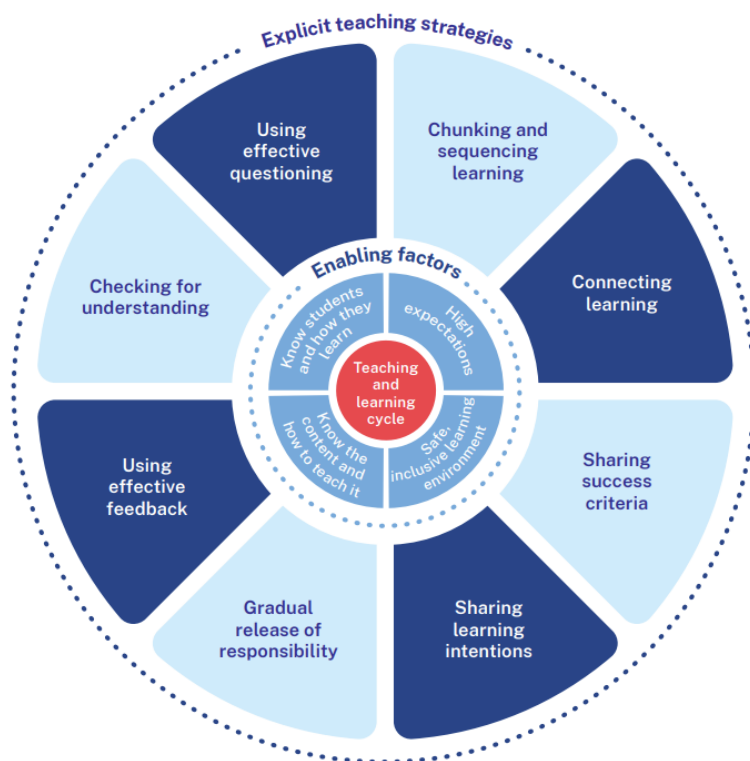 Explicit teaching strategies
Using
effective
questioning
Chunking and
sequencing
learning
Checking for
understanding
Connecting
learning
Enabling factors
Know students
and how they
learn
High
expectations
Teaching
and
learning
cycle
Know the
content and
how to teach it
Safe,
inclusive learning
environment
Using
effective
feedback
Sharing
success
criteria
Gradual
release of
responsibility
Sharing
learning
intentions